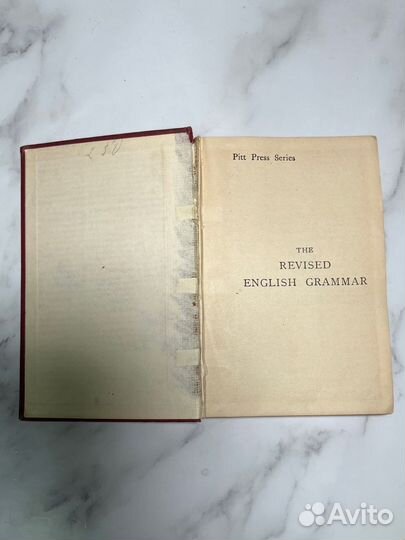 Pitt Press Series
THE
REVISED
ENGLISH GRAMMAR
Avito